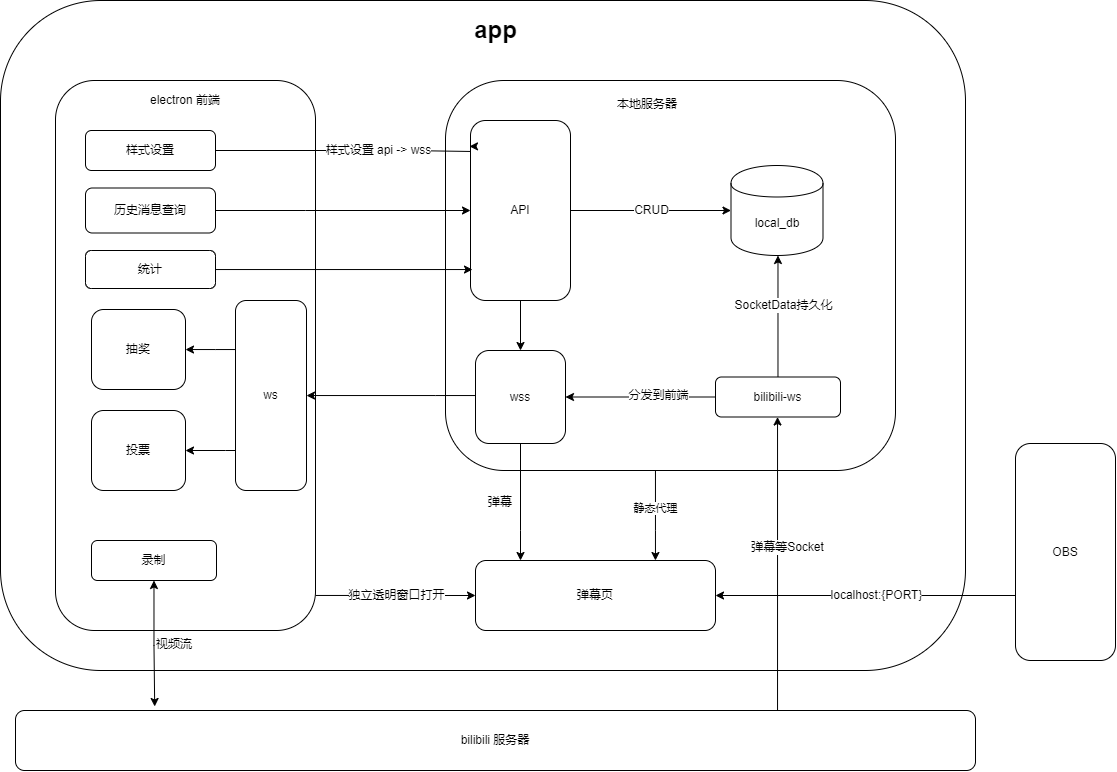 app
electron 前端
本地服务器
样式设置
样式设置 api -> wss
历史消息查询
API
CRUD
local_db
统计
SocketData持久化
抽奖
ws
wss
分发到前端
bilibili-ws
投票
弹幕
静态代理
弹幕等Socket
OBS
录制
独立透明窗口打开
弹幕页
localhost:{PORT}
视频流
bilibili 服务器